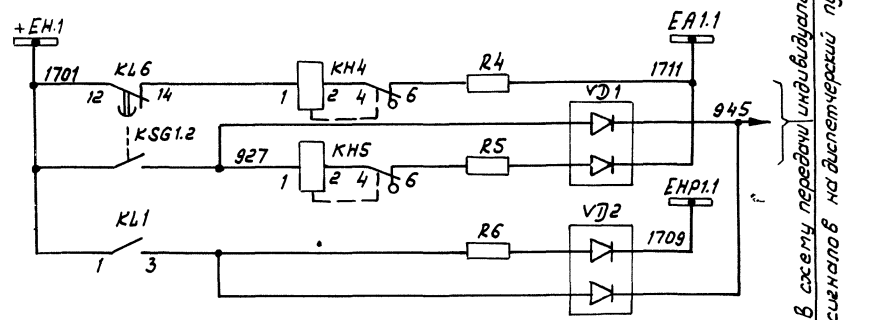 +EH.1
EA1.1
1701
KL6
KH4
R4
1711
12
14
1
2
4
6
VD1
945
KSG1.2
927
KH5
R5
1
2
4
6
EHP1.1
KL1
VD2
R6
1709
1
3
В схему передачи индивидуаль
сигналов на диспетчерский пу